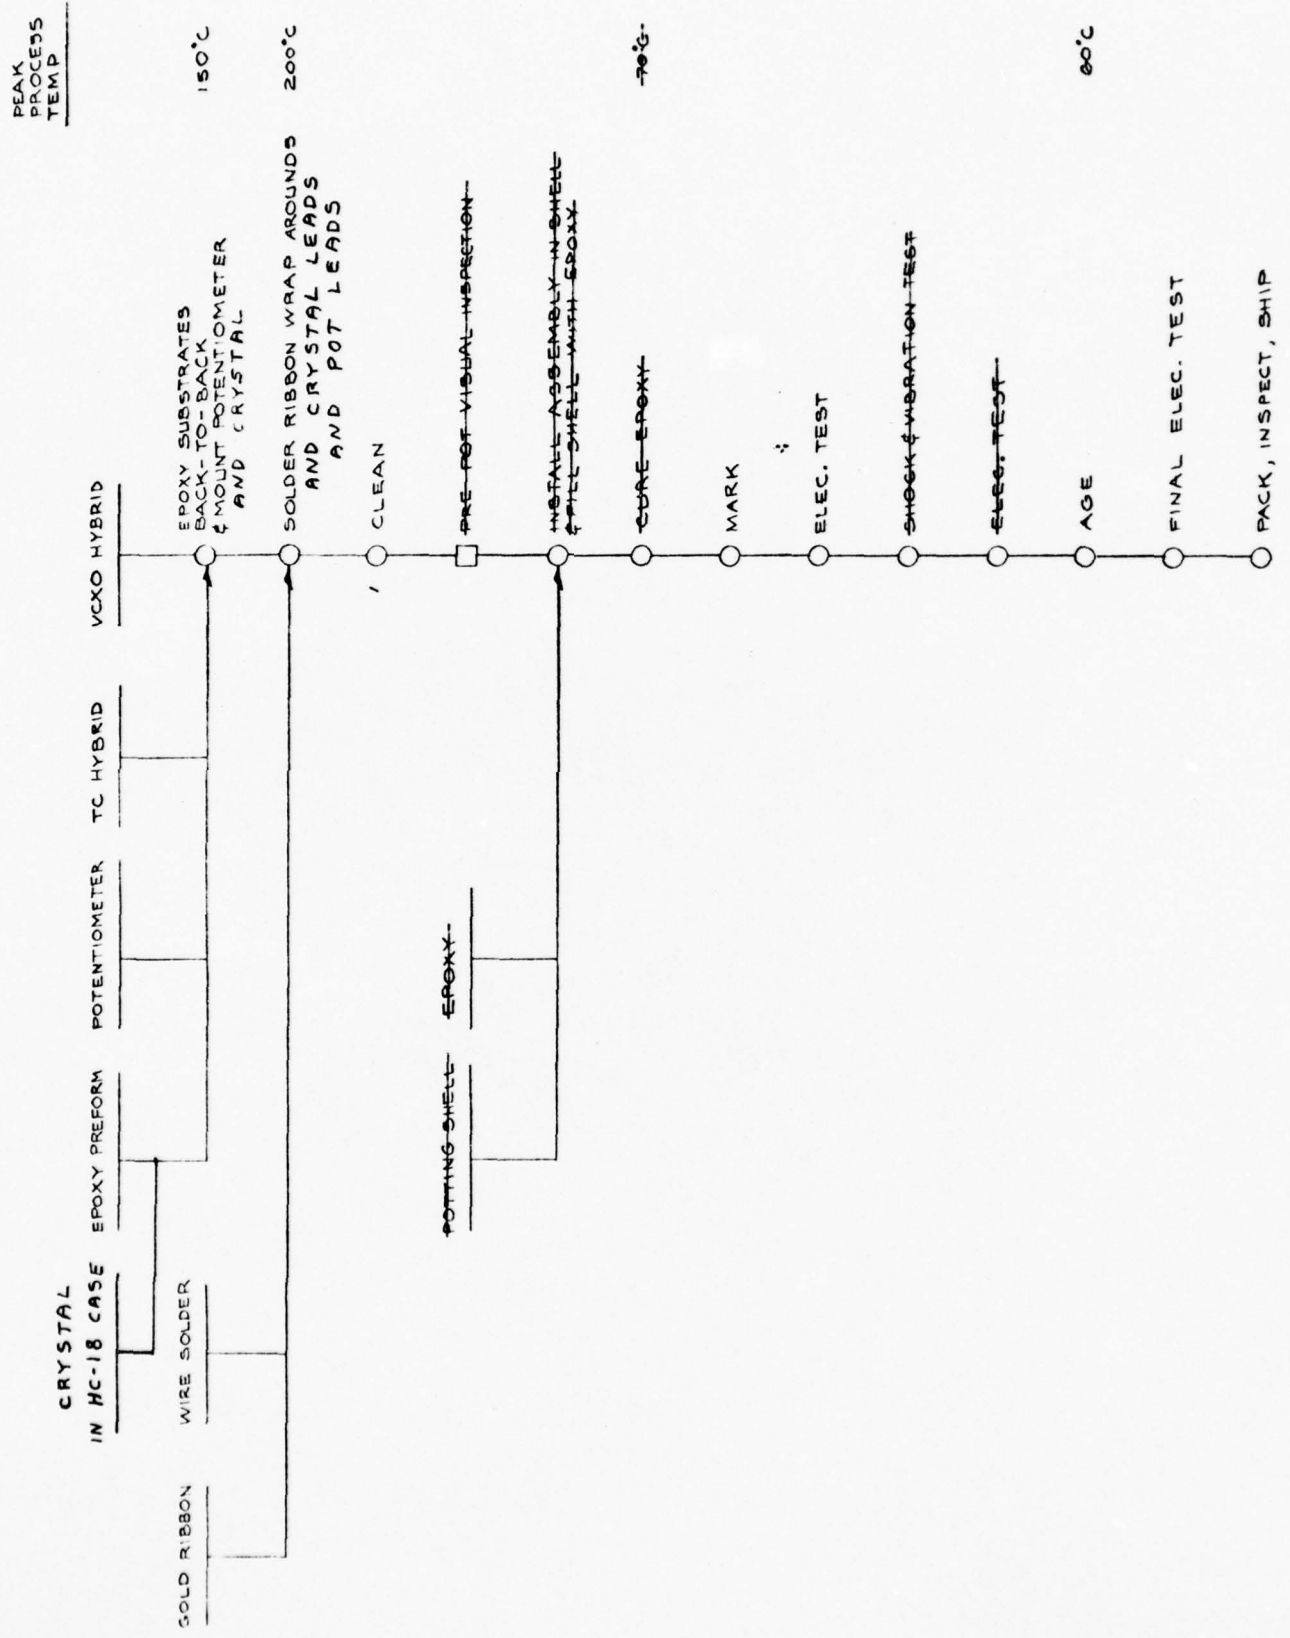 PEAK
PROCESS
TEMP
CRYSTAL
IN HC-18 CASE
EPOXY PREFORM
POTENTIOMETER
TC HYBRID
VCXO HYBRID
GOLD RIBBON
WIRE SOLDER
EPOXY SUBSTRATES
BACK-TO-BACK
& MOUNT POTENTIOMETER
AND CRYSTAL
150°C
SOLDER RIBBON WRAP AROUNDS
AND CRYSTAL LEADS
AND POT LEADS
200°C
CLEAN
POTTING SHELL
EPOXY
PRE-POT VISUAL INSPECTION
INSTALL ASSEMBLY IN SHELL
& FILL SHELL WITH EPOXY
CURE EPOXY
70°C
MARK
ELEC. TEST
SHOCK & VIBRATION TEST
ELEC. TEST
AGE
80°C
FINAL ELEC. TEST
PACK, INSPECT, SHIP